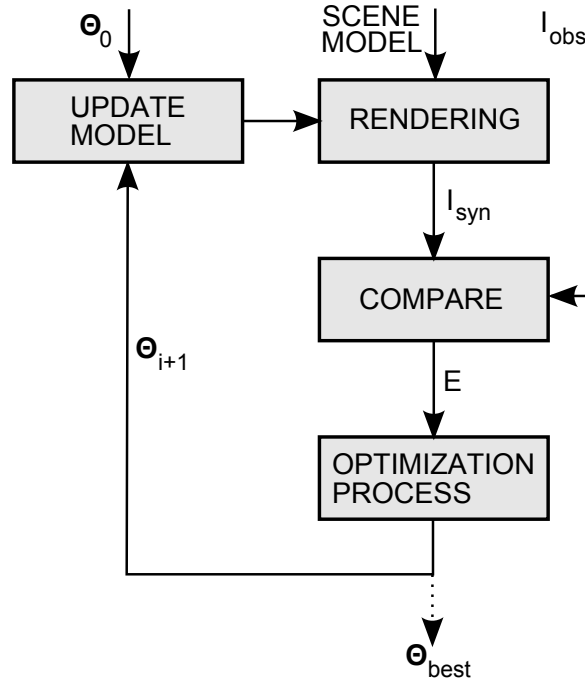 Θ0
SCENE
MODEL
Iobs
UPDATE
MODEL
RENDERING
Isyn
COMPARE
Θi+1
E
OPTIMIZATION
PROCESS
Θbest